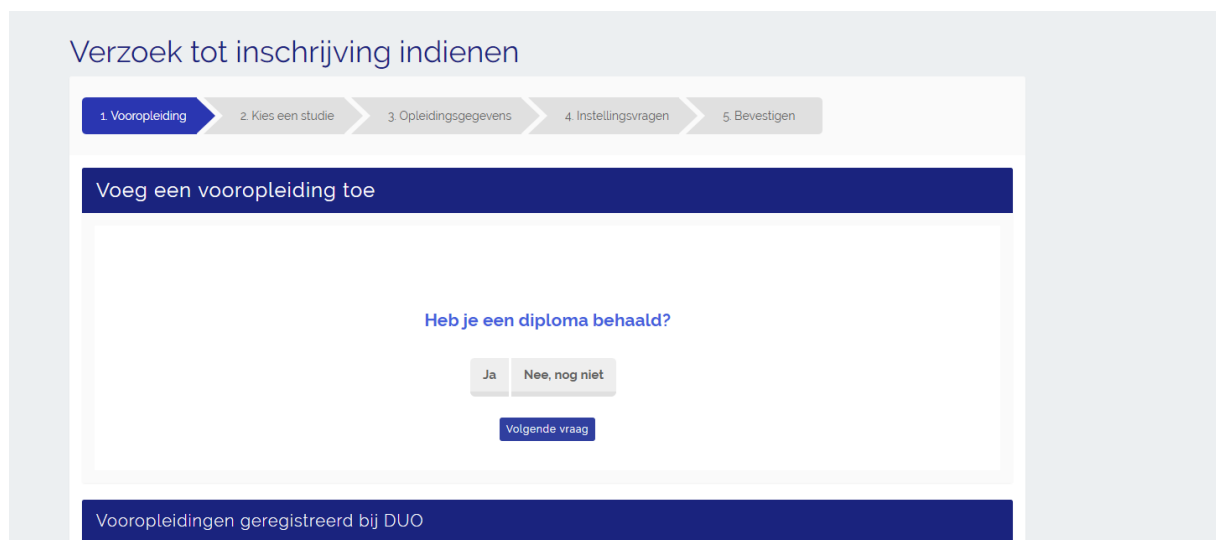 Verzoek tot inschrijving indienen
1. Vooropleiding
2. Kies een studie
3. Opleidingsgegevens
4. Instellingsvragen
5. Bevestigen
Voeg een vooropleiding toe
Heb je een diploma behaald?
Ja
Nee, nog niet
Volgende vraag
Vooropleidingen geregistreerd bij DUO